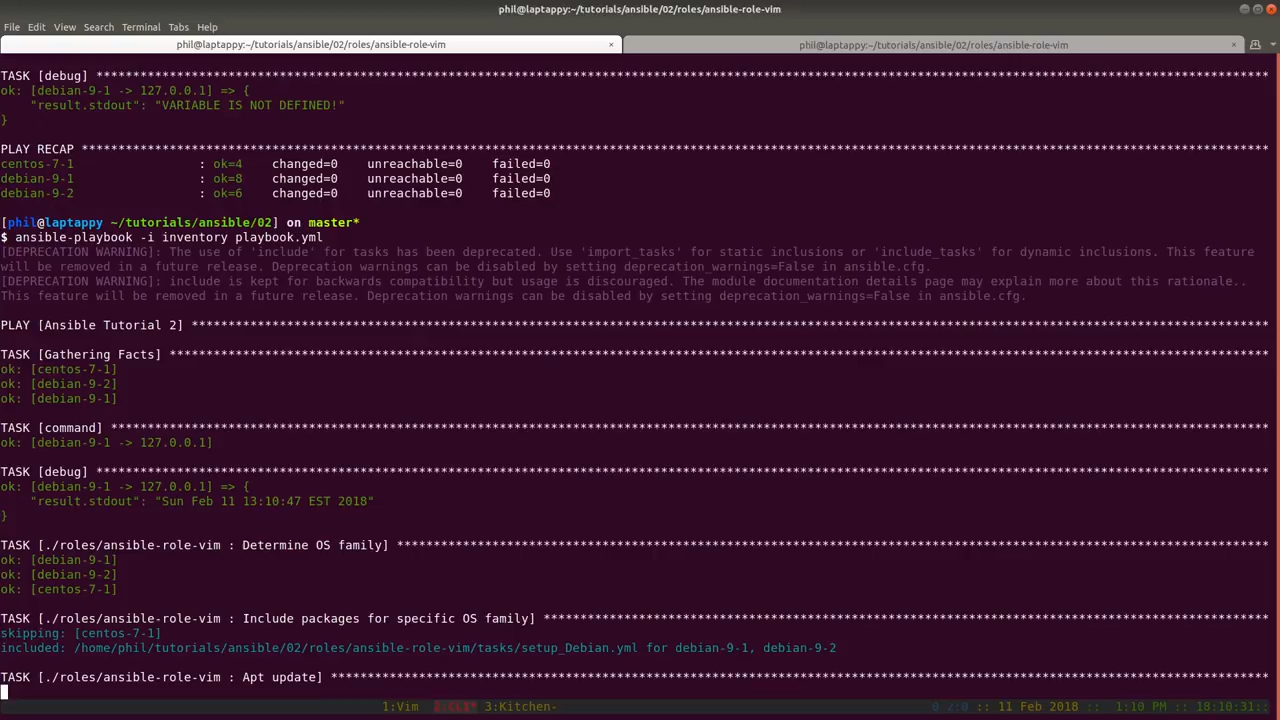 phil@laptappy:~/tutorials/ansible/02/roles/ansible-role-vim
File Edit View Search Terminal Tabs Help
phil@laptappy:~/tutorials/ansible/02/roles/ansible-role-vim × phil@laptappy:~/tutorials/ansible/02/roles/ansible-role-vim ×
TASK [debug] ****************************************************************************************************************************************************************
ok: [debian-9-1 -> 127.0.0.1] => {
    "result.stdout": "VARIABLE IS NOT DEFINED!"
}
PLAY RECAP ******************************************************************************************************************************************************************
centos-7-1                 : ok=4    changed=0    unreachable=0    failed=0
debian-9-1                 : ok=8    changed=0    unreachable=0    failed=0
debian-9-2                 : ok=6    changed=0    unreachable=0    failed=0
[phil@laptappy ~/tutorials/ansible/02] on master*
$ ansible-playbook -i inventory playbook.yml
[DEPRECATION WARNING]: The use of 'include' for tasks has been deprecated. Use 'import_tasks' for static inclusions or 'include_tasks' for dynamic inclusions. This feature
will be removed in a future release. Deprecation warnings can be disabled by setting deprecation_warnings=False in ansible.cfg.
[DEPRECATION WARNING]: include is kept for backwards compatibility but usage is discouraged. The module documentation details page may explain more about this rationale..
This feature will be removed in a future release. Deprecation warnings can be disabled by setting deprecation_warnings=False in ansible.cfg.
PLAY [Ansible Tutorial 2] ***************************************************************************************************************************************************
TASK [Gathering Facts] ******************************************************************************************************************************************************
ok: [centos-7-1]
ok: [debian-9-2]
ok: [debian-9-1]
TASK [command] **************************************************************************************************************************************************************
ok: [debian-9-1 -> 127.0.0.1]
TASK [debug] ****************************************************************************************************************************************************************
ok: [debian-9-1 -> 127.0.0.1] => {
    "result.stdout": "Sun Feb 11 13:10:47 EST 2018"
}
TASK [./roles/ansible-role-vim : Determine OS family] ***********************************************************************************************************************
ok: [debian-9-1]
ok: [debian-9-2]
ok: [centos-7-1]
TASK [./roles/ansible-role-vim : Include packages for specific OS family] ***************************************************************************************************
skipping: [centos-7-1]
included: /home/phil/tutorials/ansible/02/roles/ansible-role-vim/tasks/setup_Debian.yml for debian-9-1, debian-9-2
TASK [./roles/ansible-role-vim : Apt update] ********************************************************************************************************************************
1:Vim 2:CLI* 3:Kitchen- 0 2:0 :: 11 Feb 2018 :: 1:10 PM :: 18:10:31::